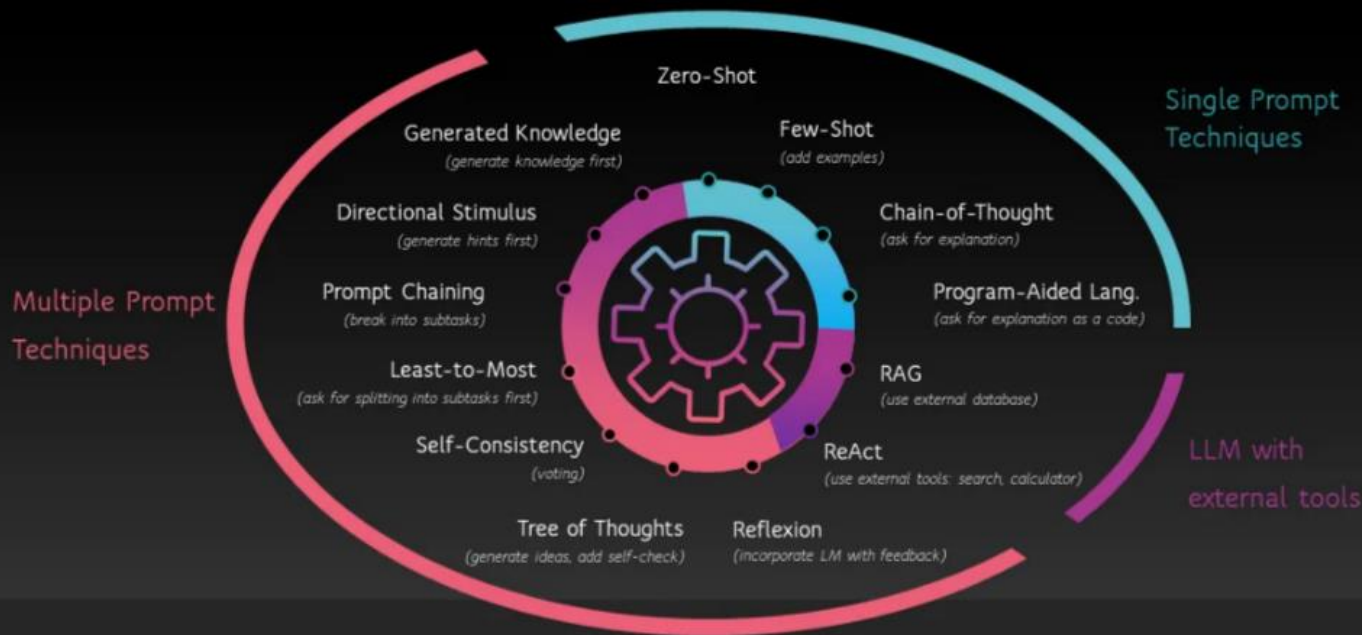 Zero-Shot
Few-Shot
(add examples)
Chain-of-Thought
(ask for explanation)
Program-Aided Lang.
(ask for explanation as a code)
Single Prompt
Techniques
RAG
(use external database)
ReAct
(use external tools: search, calculator)
LLM with
external tools
Reflexion
(incorporate LM with feedback)
Tree of Thoughts
(generate ideas, add self-check)
Self-Consistency
(voting)
Least-to-Most
(ask for splitting into subtasks first)
Prompt Chaining
(break into subtasks)
Directional Stimulus
(generate hints first)
Generated Knowledge
(generate knowledge first)
Multiple Prompt
Techniques